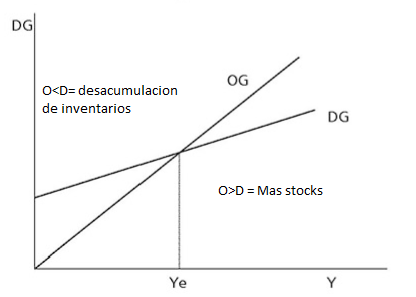 DG
OG
O<D= desacumulacion
de inventarios
DG
O>D = Mas stocks
Ye
Y